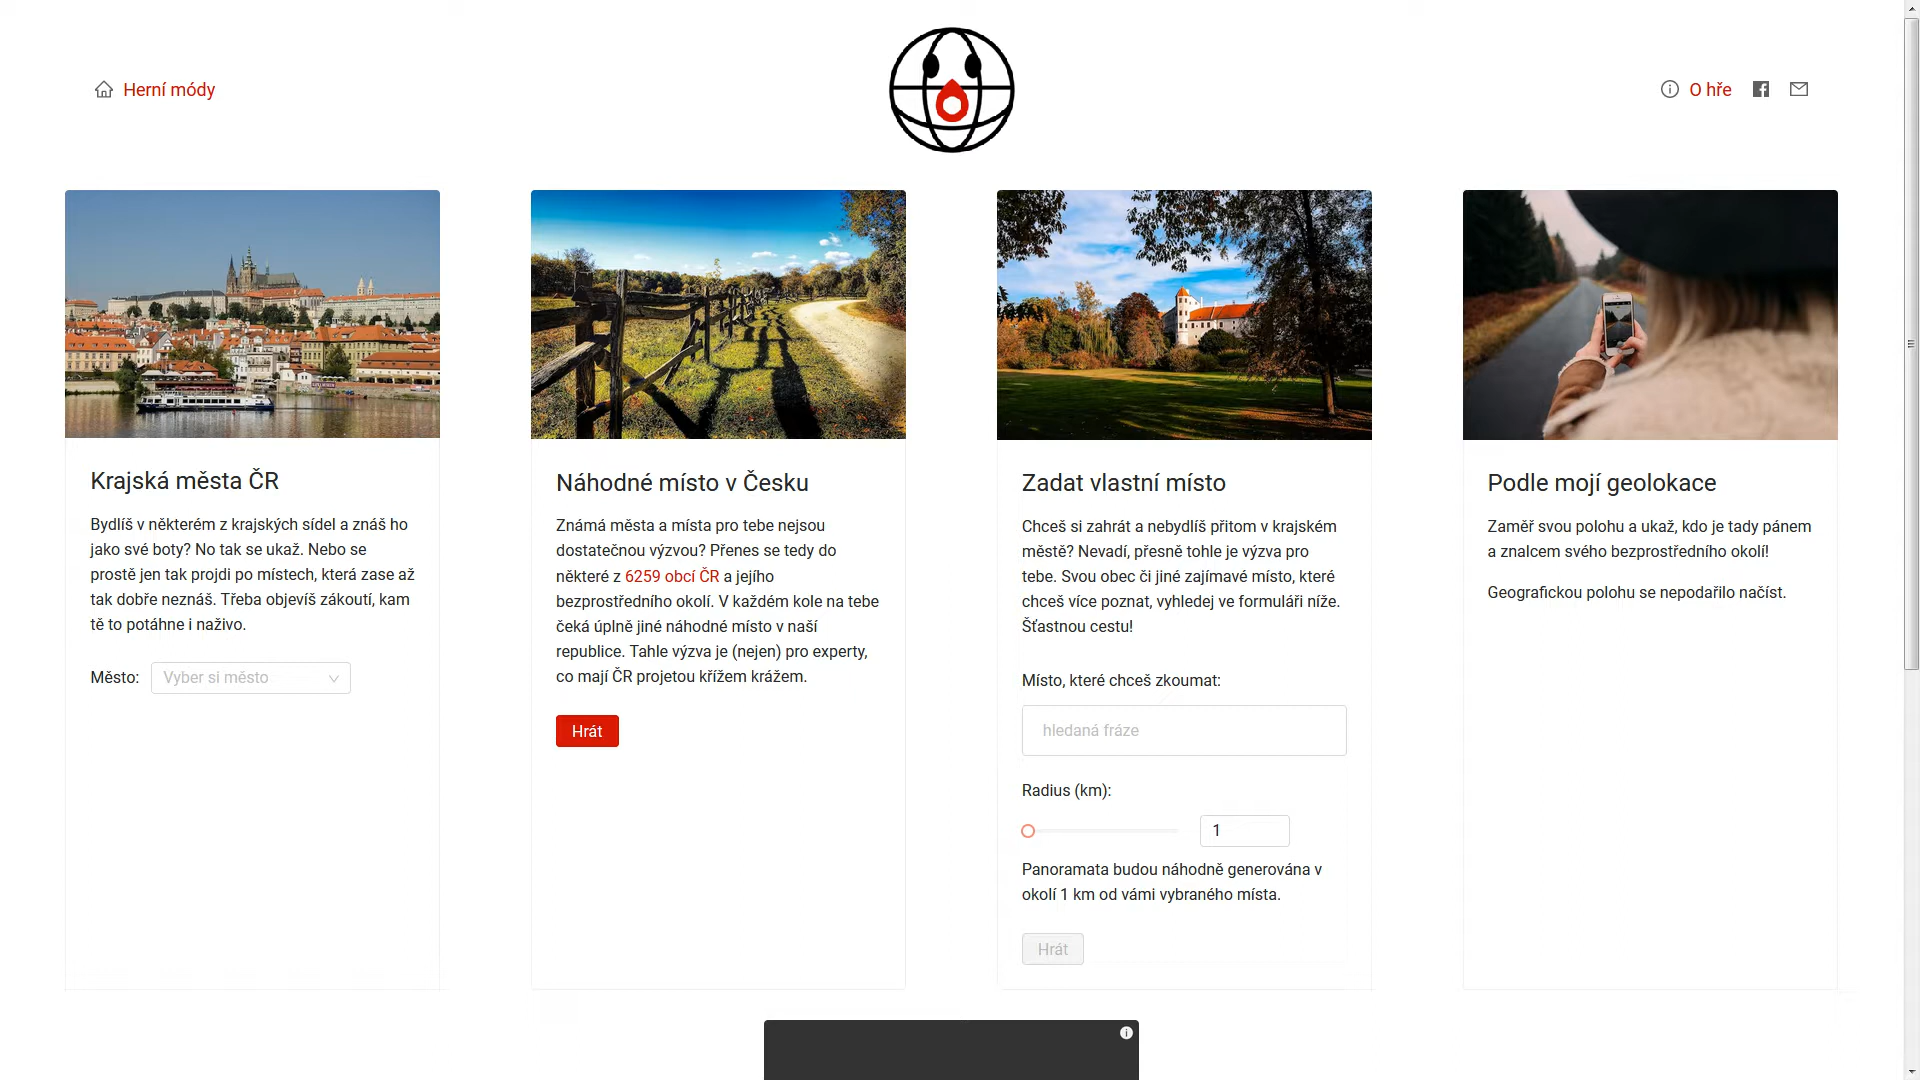 Herní módy
O hře
Krajská města ČR
Bydlíš v některém z krajských sídel a znáš ho
jako své boty? No tak se ukaž. Nebo se
prostě jen tak projdi po místech, která zase až
tak dobře neznáš. Třeba objevíš zákoutí, kam
tě to potáhne i naživo.
Město:
Vyber si město
Náhodné místo v Česku
Známá města a místa pro tebe nejsou
dostatečnou výzvou? Přenes se tedy do
některé z 6259 obcí ČR a jejího
bezprostředního okolí. V každém kole na tebe
čeká úplně jiné náhodné místo v naší
republice. Tahle výzva je (nejen) pro experty,
co mají ČR projetou křížem krážem.
Hrát
Zadat vlastní místo
Chceš si zahrát a nebydlíš přitom v krajském
městě? Nevadí, přesně tohle je výzva pro
tebe. Svou obec či jiné zajímavé místo, které
chceš více poznat, vyhledej ve formuláři níže.
Šťastnou cestu!
Místo, které chceš zkoumat:
hledaná fráze
Radius (km):
1
Panoramata budou náhodně generována v
okolí 1 km od vámi vybraného místa.
Hrát
Podle mojí geolokace
Zaměř svou polohu a ukaž, kdo je tady pánem
a znalcem svého bezprostředního okolí!
Geografickou polohu se nepodařilo načíst.